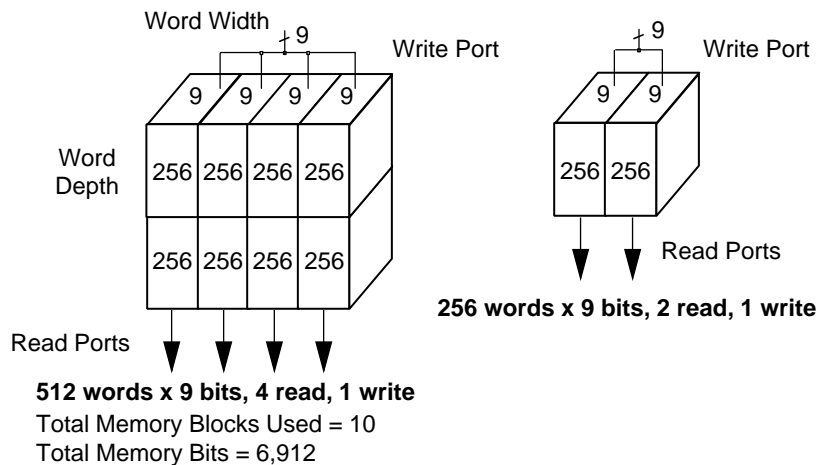 Word Width
9
Write Port
9 9 9 9
Word
Depth
256 256 256 256
256 256 256 256
Read Ports
512 words x 9 bits, 4 read, 1 write
Total Memory Blocks Used = 10
Total Memory Bits = 6,912
9
Write Port
9 9
256 256
Read Ports
256 words x 9 bits, 2 read, 1 write